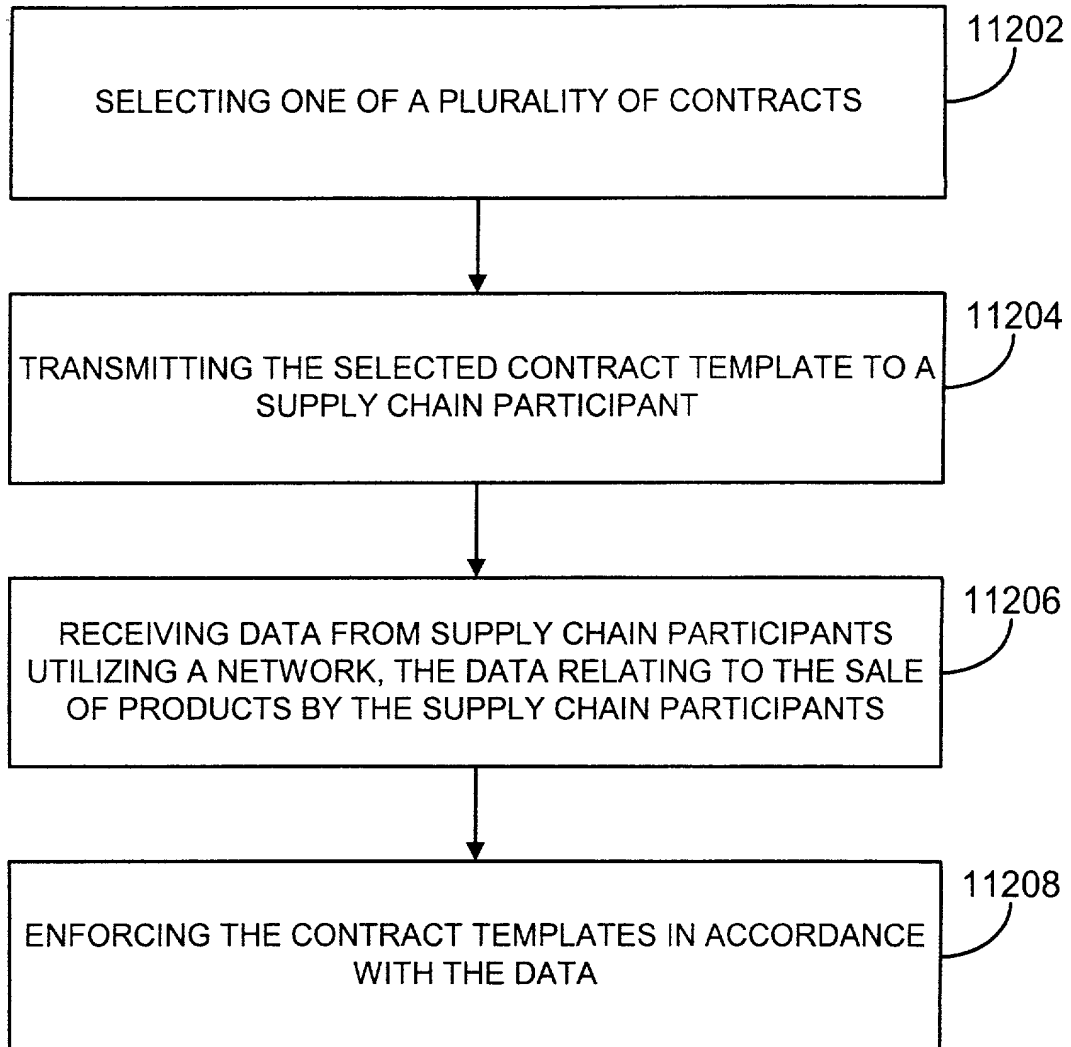 11202
SELECTING ONE OF A PLURALITY OF CONTRACTS
11204
TRANSMITTING THE SELECTED CONTRACT TEMPLATE TO A
SUPPLY CHAIN PARTICIPANT
11206
RECEIVING DATA FROM SUPPLY CHAIN PARTICIPANTS
UTILIZING A NETWORK, THE DATA RELATING TO THE SALE
OF PRODUCTS BY THE SUPPLY CHAIN PARTICIPANTS
11208
ENFORCING THE CONTRACT TEMPLATES IN ACCORDANCE
WITH THE DATA